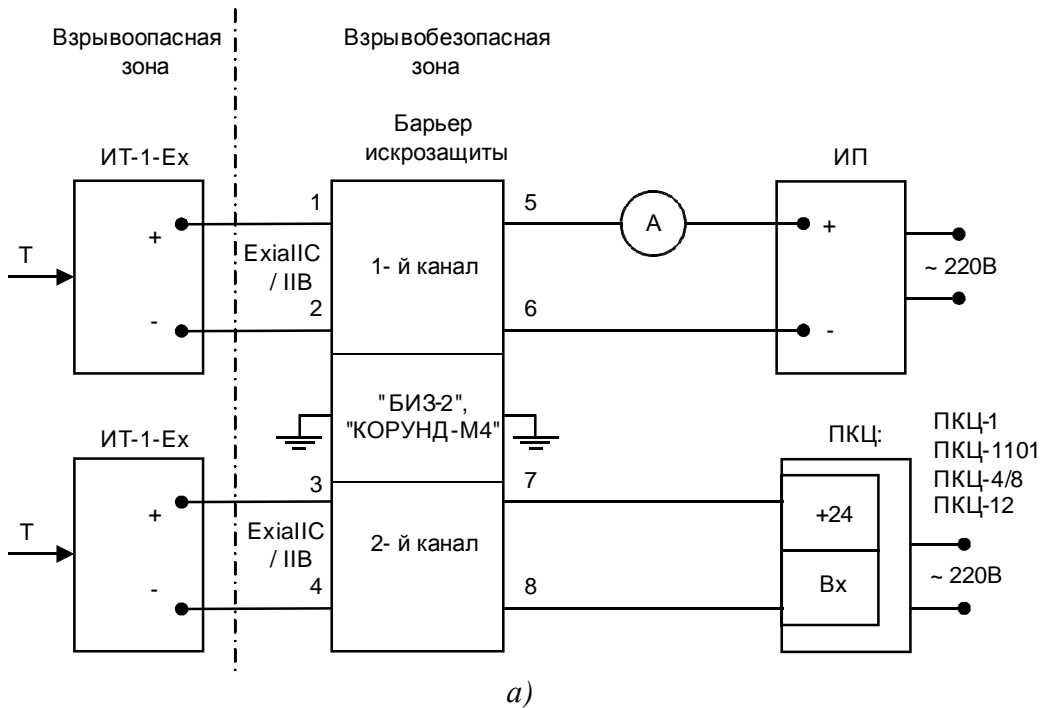 Взрывоопасная
зона
Взрывобезопасная
зона
Барьер
искрозащиты
ИТ-1-Ex
ИП
1
5
А
+
+
Т
ExiaIIC
/ IIB
1- й канал
~ 220В
2
6
-
-
"БИЗ-2",
"КОРУНД-М4"
ИТ-1-Ex
ПКЦ:
ПКЦ-1
ПКЦ-1101
ПКЦ-4/8
ПКЦ-12
3
7
+
+24
Т
ExiaIIC
/ IIB
2- й канал
4
8
-
Вх
~ 220В
а)